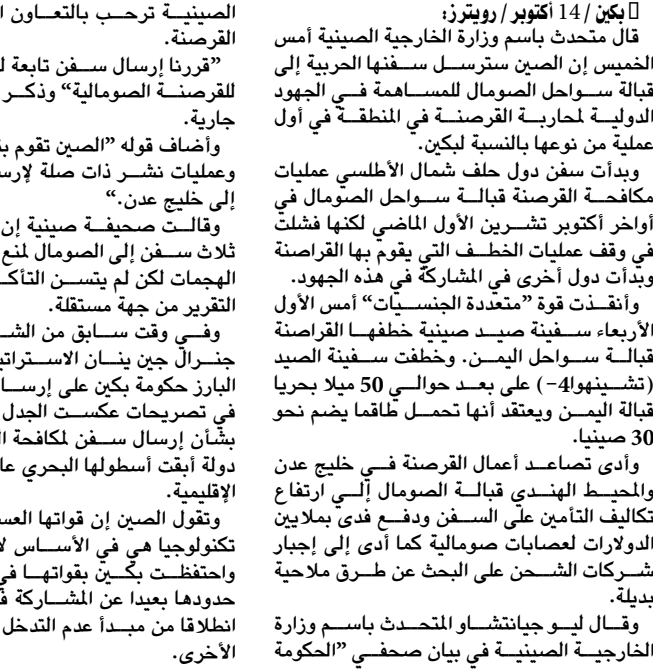 بكين / 14 أكتوبر / رويترز:
قال متحدث باسم وزارة الخارجية الصينية أمس
الخميس إن الصين سترسل سفنها الحربية إلى
قبالة سواحل الصومال للمساهمة في الجهود
الدولية لمحاربة القرصنة في المنطقة في أول
عملية من نوعها بالنسبة لبكين.
وبدأت سفن دول حلف شمال الأطلسي عمليات
مكافحة القرصنة قبالة سواحل الصومال في
أواخر أكتوبر تشرين الأول الماضي لكنها فشلت
في وقف عمليات الخطف التي يقوم بها القراصنة
وبدأت دول أخرى في المشاركة في هذه الجهود.
وأنقذت قوة "متعددة الجنسيات" أمس الأول
الأربعاء سفينة صيد صينية خطفها القراصنة
قبالة سواحل اليمن. وخطفت سفينة الصيد
(تشينهوا4-) على بعد حوالي 50 ميلا بحريا
قبالة اليمن ويعتقد أنها تحمل طاقما يضم نحو
30 صينيا.
وأدى تصاعد أعمال القرصنة في خليج عدن
والمحيط الهندي قبالة الصومال إلى ارتفاع
تكاليف التأمين على السفن ودفع فدى بملايين
الدولارات لعصابات صومالية كما أدى إلى إجبار
شركات الشحن على البحث عن طرق ملاحية
بديلة.
وقال ليو جيانتشاو المتحدث باسم وزارة
الخارجية الصينية في بيان صحفي "الحكومة
الصينية ترحب بالتعاون
القرصنة.
"قررنا إرسال سفن تابعة
للقرصنة الصومالية" وذكر
جارية.
وأضاف قوله "الصين تقوم
وعمليات نشر ذات صلة
إلى خليج عدن."
وقالت صحيفة صينية إن
ثلاث سفن إلى الصومال لمنع
الهجمات لكن لم يتسن
التقرير من جهة مستقلة.
وفي وقت سابق من
جنرال جين ينان
البارز حكومة بكين على
في تصريحات عكست الجدل
بشأن إرسال سفن لمكافحة
دولة أبقت أسطولها البحري
الإقليمية.
وتقول الصين إن قواتها
تكنولوجيا هي في الأساس
واحتفظت بكين بقواتها
حدودها بعيدا عن المشاركة
انطلاقا من مبدأ عدم التدخل
الأخرى.